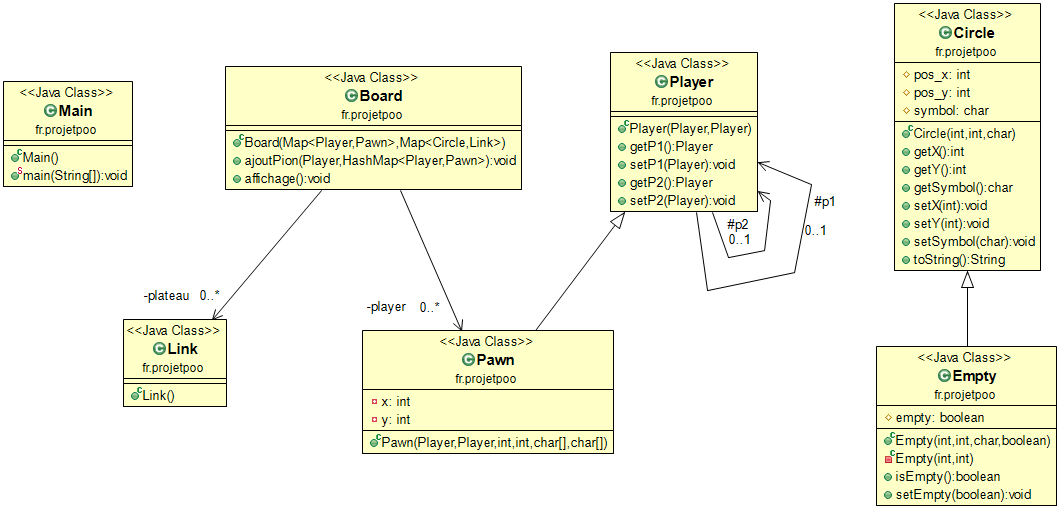 <<Java Class>>
Main
fr.projetpoo
Main()
main(String[]):void
<<Java Class>>
Board
fr.projetpoo
Board(Map<Player,Pawn>,Map<Circle,Link>)
ajoutPion(Player,HashMap<Player,Pawn>):void
affichage():void
<<Java Class>>
Player
fr.projetpoo
Player(Player,Player)
getP1():Player
setP1(Player):void
getP2():Player
setP2(Player):void
#p1
0..1
#p2
0..1
<<Java Class>>
Circle
fr.projetpoo
pos_x: int
pos_y: int
symbol: char
Circle(int,int,char)
getX():int
getY():int
getSymbol():char
setX(int):void
setY(int):void
setSymbol(char):void
toString():String
-plateau 0..*
-player 0..*
<<Java Class>>
Link
fr.projetpoo
Link()
<<Java Class>>
Pawn
fr.projetpoo
x: int
y: int
Pawn(Player,Player,int,int,char[],char[])
<<Java Class>>
Empty
fr.projetpoo
empty: boolean
Empty(int,int,char,boolean)
Empty(int,int)
isEmpty():boolean
setEmpty(boolean):void